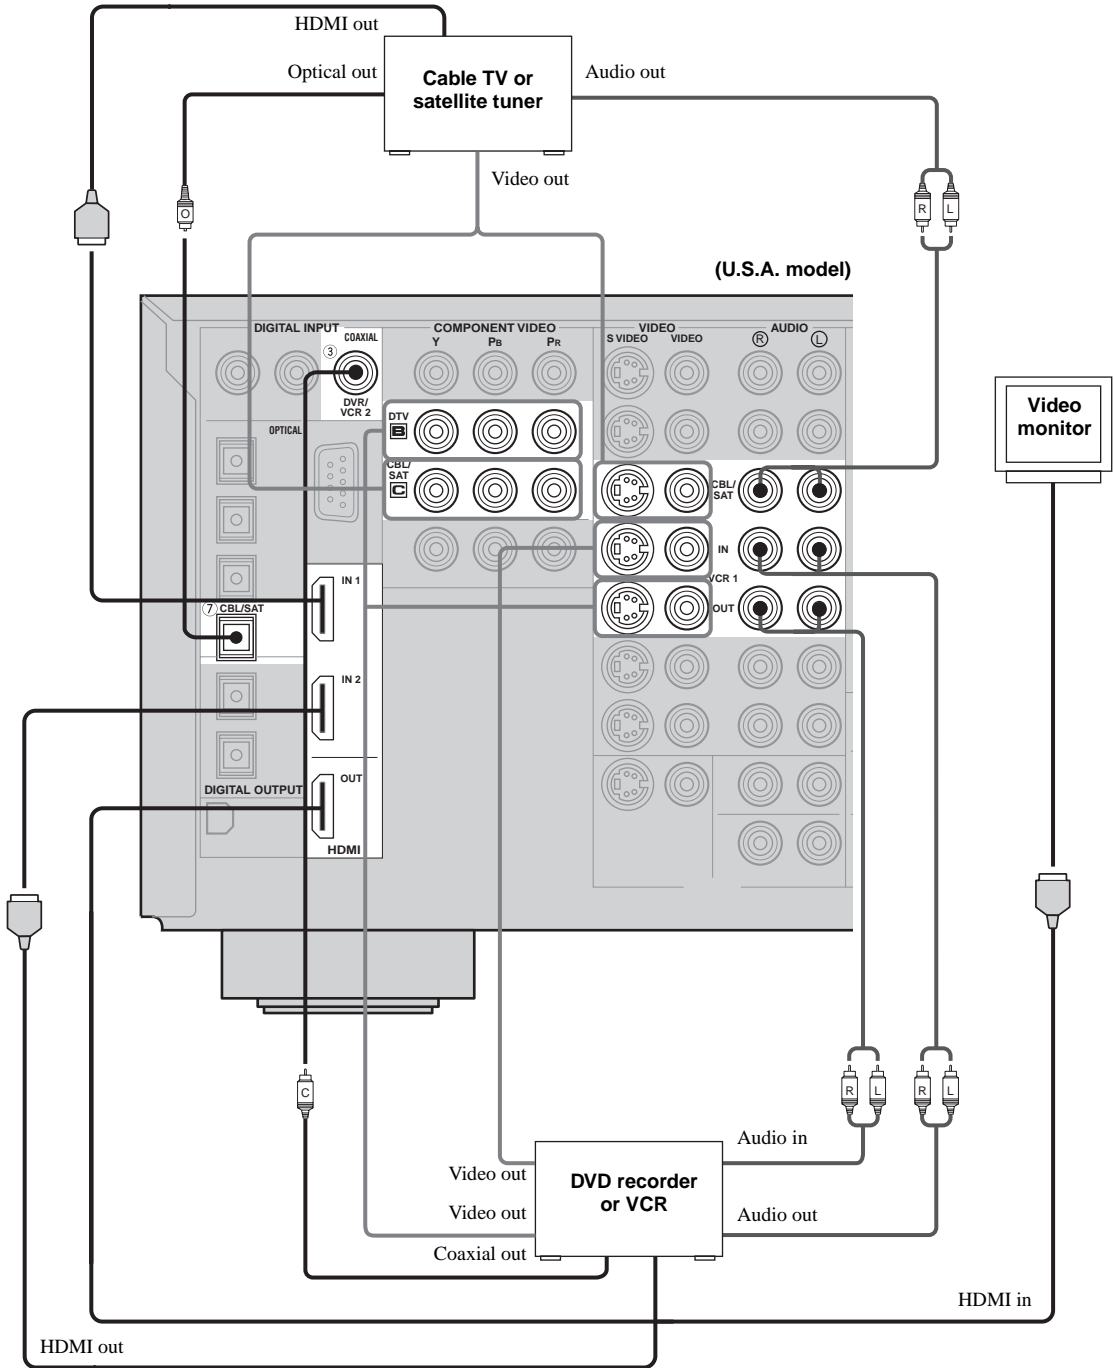 HDMI out
Optical out
Cable TV or
satellite tuner
Audio out
Video out
O
R L
(U.S.A. model)
DIGITAL INPUT
COAXIAL
3
DVR/
VCR 2
OPTICAL
COMPONENT VIDEO
Y PB PR
DTV
B
CBL/
SAT
C
VIDEO
S VIDEO VIDEO
AUDIO
R L
CBL/
SAT
IN
VCR 1
OUT
Video
monitor
IN 1
7 CBL/SAT
IN 2
OUT
DIGITAL OUTPUT
HDMI
C
R L
R L
Audio in
Video out
DVD recorder
or VCR
Video out
Audio out
Coaxial out
HDMI in
HDMI out